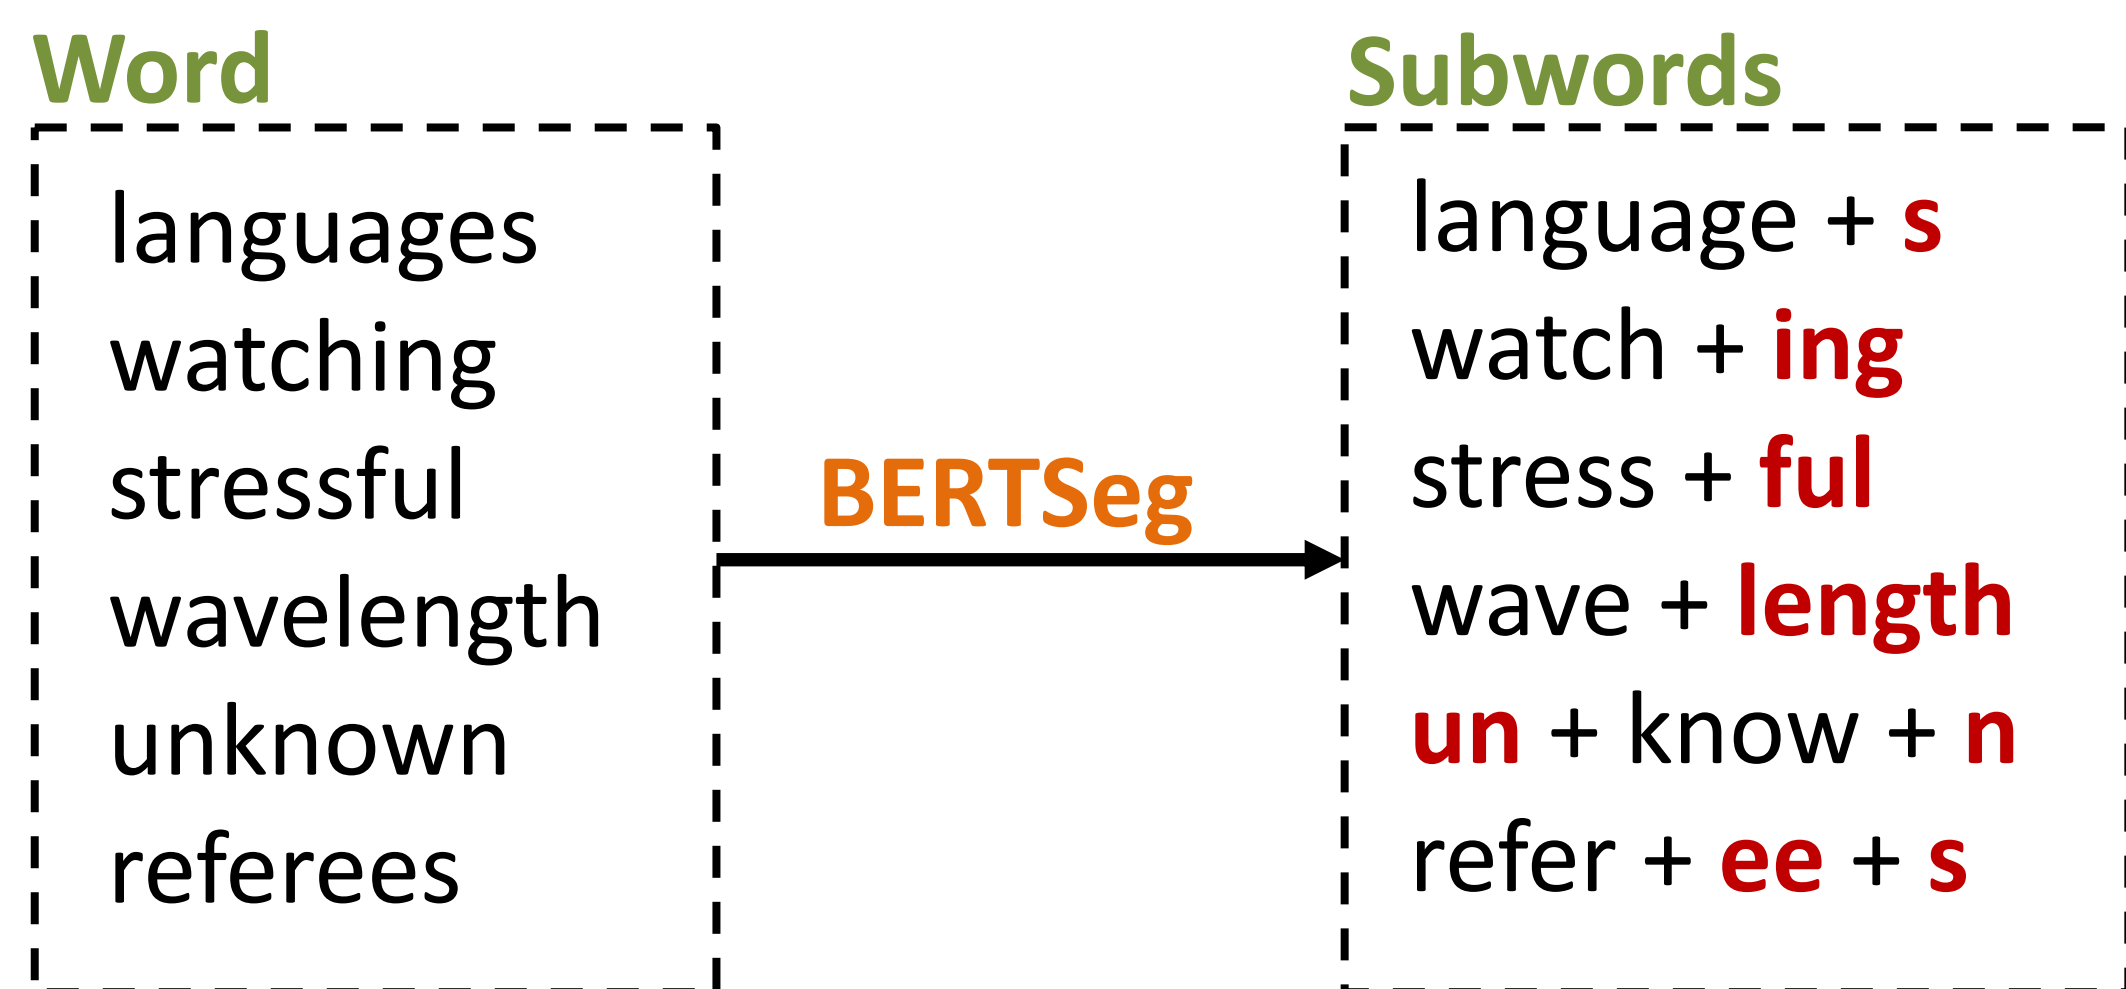 Word
languages
watching
stressful
wavelength
unknown
referees
BERTSeg
Subwords
language + s
watch + ing
stress + ful
wave + length
un + know + n
refer + ee + s